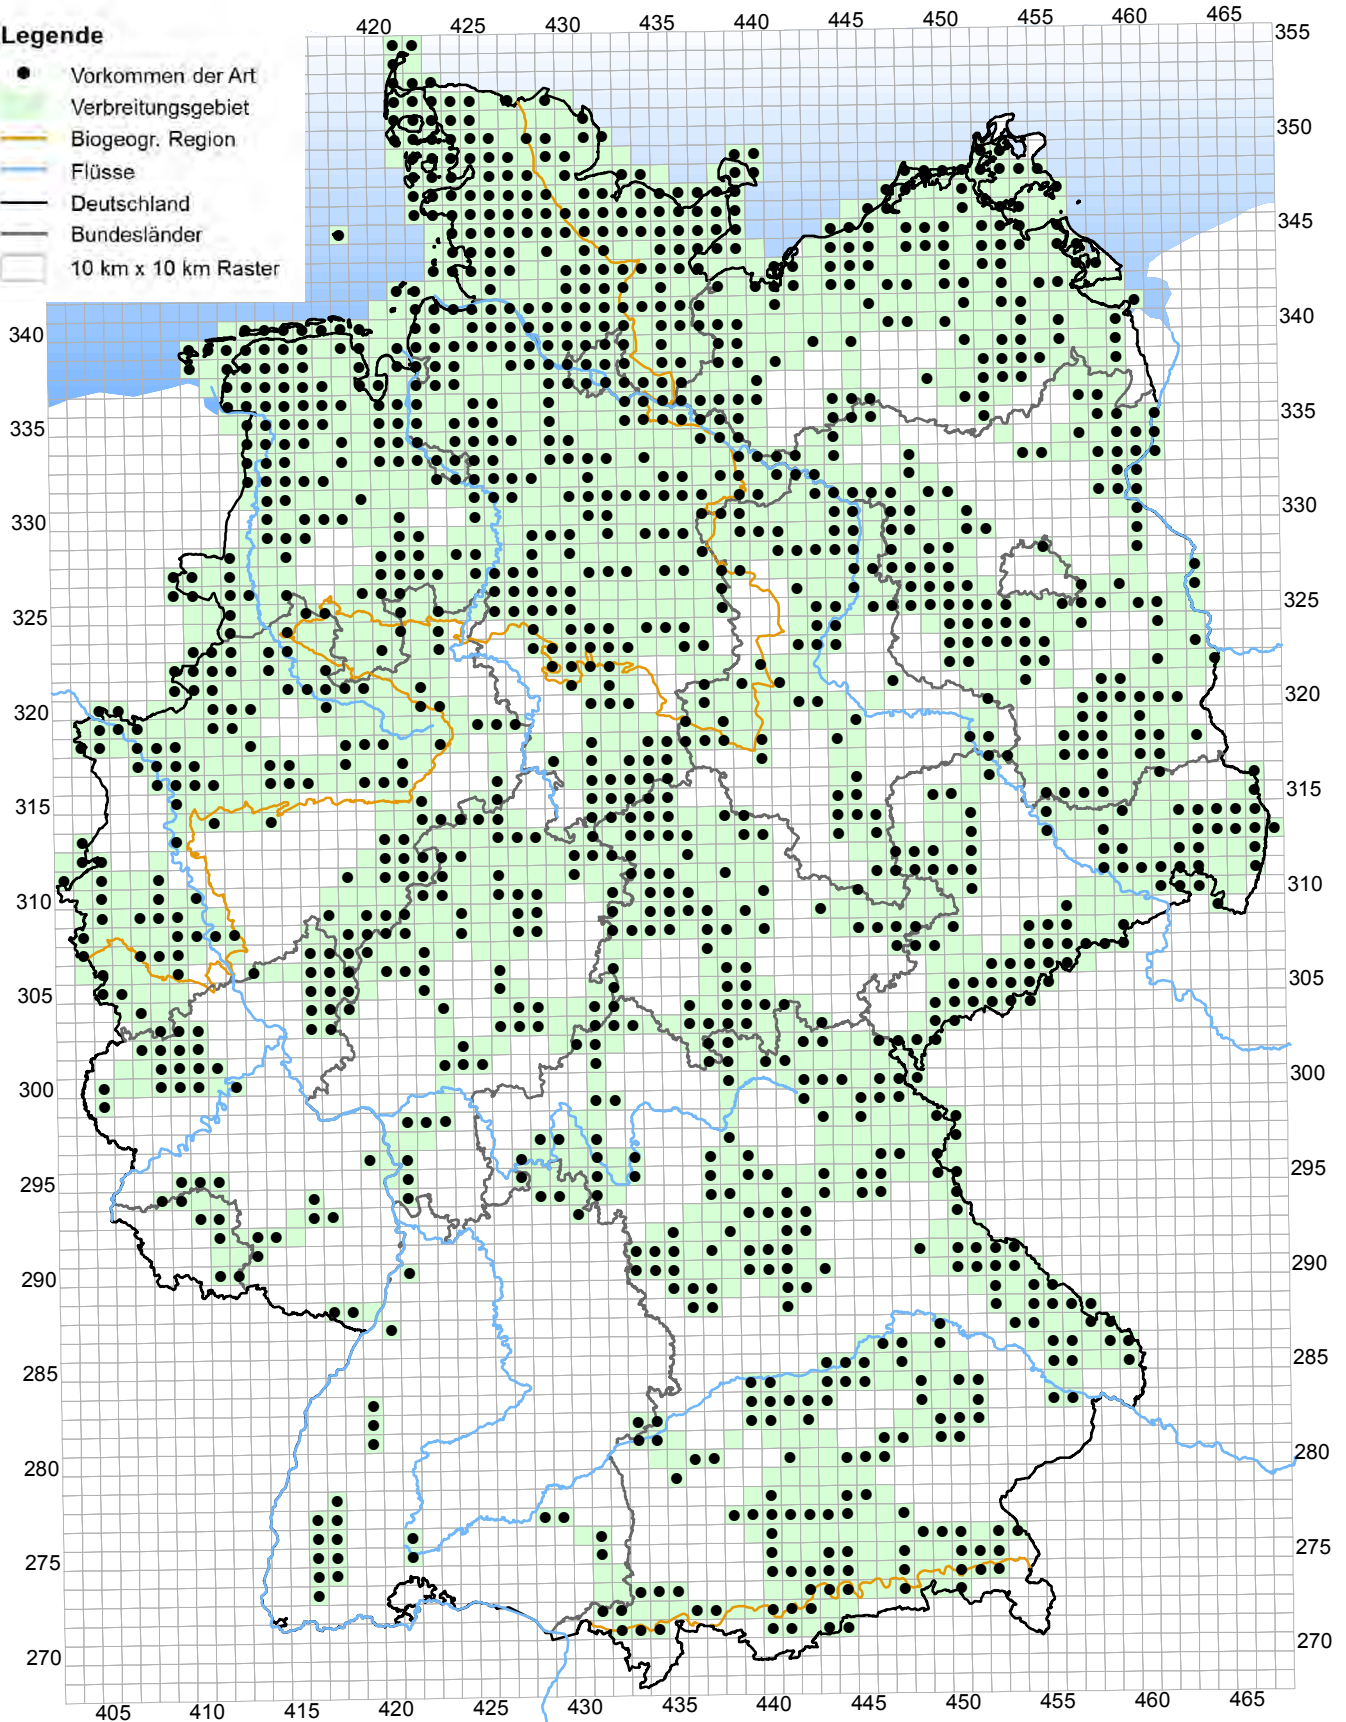 Legende
Vorkommen der Art
Verbreitungsgebiet
Biogeogr. Region
Flüsse
Deutschland
Bundesländer
10 km x 10 km Raster
420 425 430 435 440 445 450 455 460 465
355
350
345
340 340
335 335
330 330
325 325
320 320
315 315
310 310
305 305
300 300
295 295
290 290
285 285
280 280
275 275
270 270
405 410 415 420 425 430 435 440 445 450 455 460 465